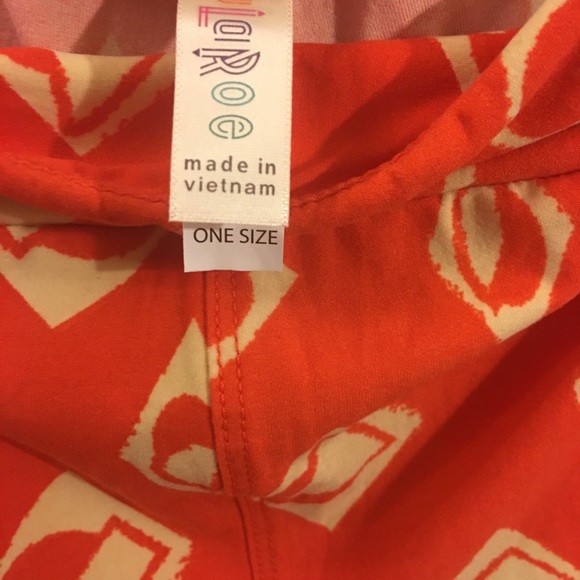 LaRoe
made in
vietnam
ONE SIZE